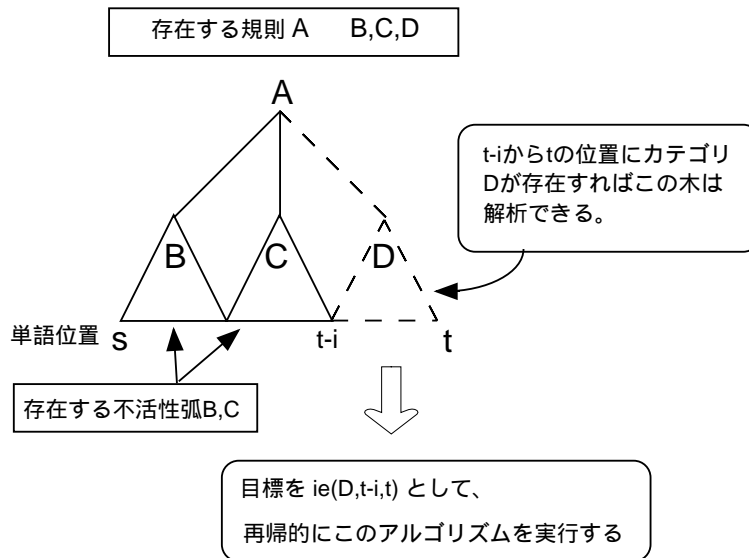 存在する規則 A B,C,D
A
t-iからtの位置にカテゴリ
Dが存在すればこの木は
解析できる。
B C D
単語位置 s t-i t
存在する不活性弧B,C
目標を ie(D,t-i,t) として、
再帰的にこのアルゴリズムを実行する